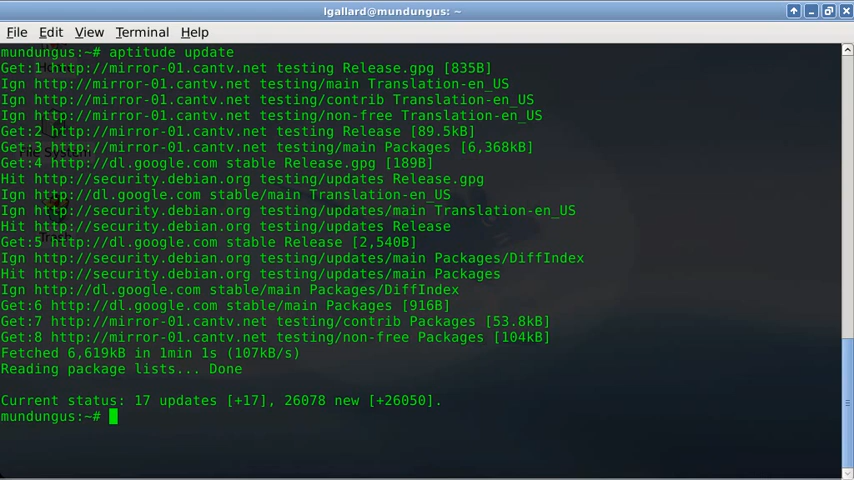 lgallard@mundungus: ~
File Edit View Terminal Help
mundungus:~# aptitude update
Get:1 http://mirror-01.cantv.net testing Release.gpg [835B]
Ign http://mirror-01.cantv.net testing/main Translation-en_US
Ign http://mirror-01.cantv.net testing/contrib Translation-en_US
Ign http://mirror-01.cantv.net testing/non-free Translation-en_US
Get:2 http://mirror-01.cantv.net testing Release [89.5kB]
Get:3 http://mirror-01.cantv.net testing/main Packages [6,368kB]
Get:4 http://dl.google.com stable Release.gpg [189B]
Hit http://security.debian.org testing/updates Release.gpg
Ign http://dl.google.com stable/main Translation-en_US
Ign http://security.debian.org testing/updates/main Translation-en_US
Hit http://security.debian.org testing/updates Release
Get:5 http://dl.google.com stable Release [2,540B]
Ign http://security.debian.org testing/updates/main Packages/DiffIndex
Hit http://security.debian.org testing/updates/main Packages
Ign http://dl.google.com stable/main Packages/DiffIndex
Get:6 http://dl.google.com stable/main Packages [916B]
Get:7 http://mirror-01.cantv.net testing/contrib Packages [53.8kB]
Get:8 http://mirror-01.cantv.net testing/non-free Packages [104kB]
Fetched 6,619kB in 1min 1s (107kB/s)
Reading package lists... Done
Current status: 17 updates [+17], 26078 new [+26050].
mundungus:~#